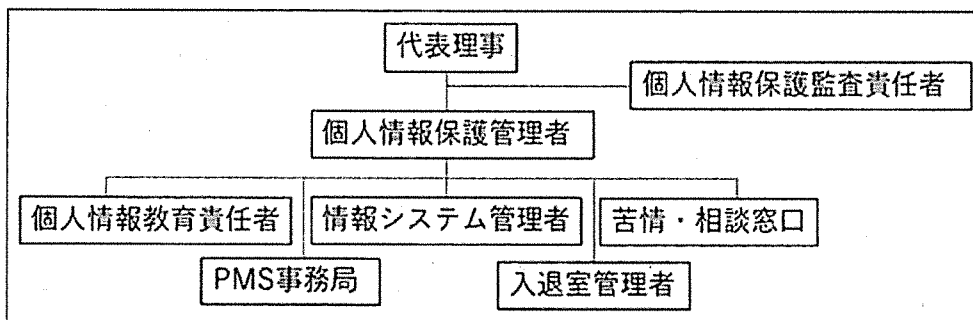 代表理事
個人情報保護監査責任者
個人情報保護管理者
個人情報教育責任者
情報システム管理者
苦情・相談窓口
PMS事務局
入退室管理者